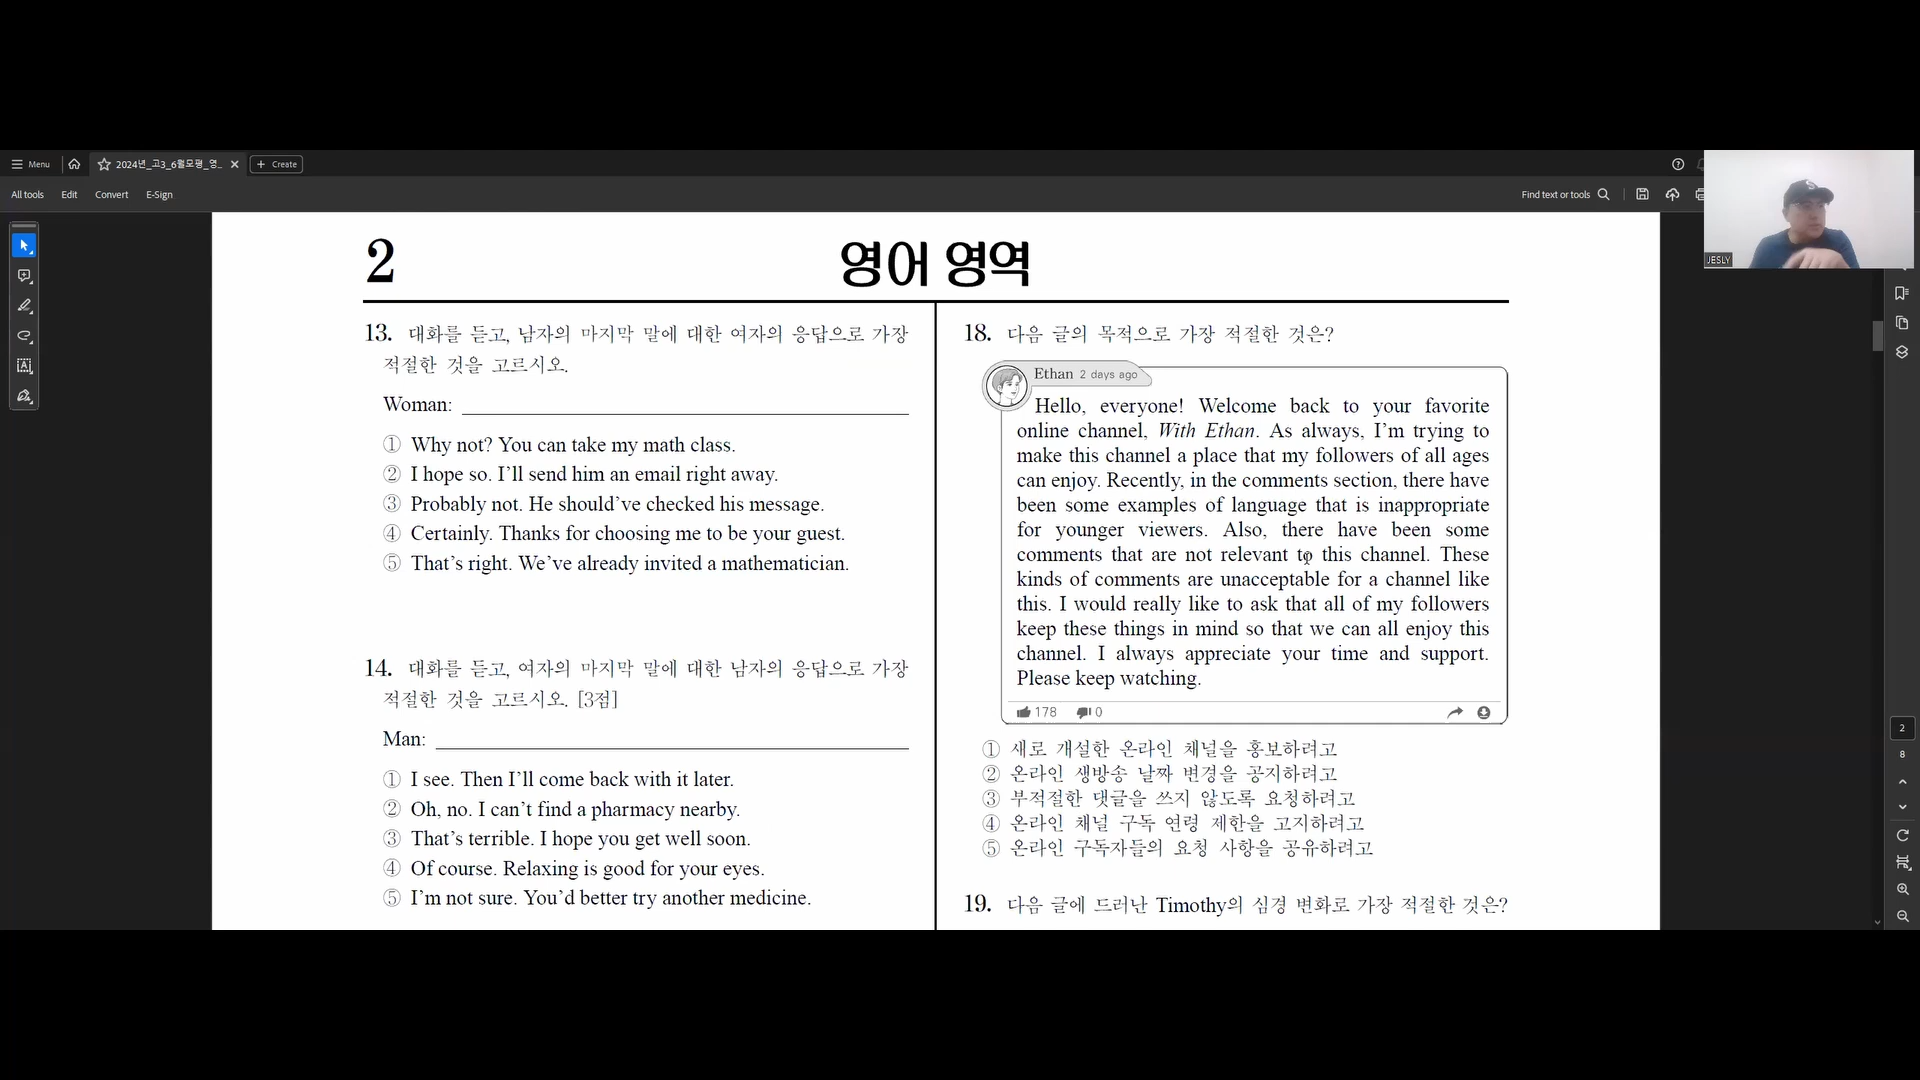 Menu
2024년_고3_6월모평_영...
Create
All tools
Edit
Convert
E-Sign
Find text or tools
JESLY
2
영어 영역
13. 대화를 듣고, 남자의 마지막 말에 대한 여자의 응답으로 가장
적절한 것을 고르시오.
Woman:
① Why not? You can take my math class.
② I hope so. I’ll send him an email right away.
③ Probably not. He should’ve checked his message.
④ Certainly. Thanks for choosing me to be your guest.
⑤ That’s right. We’ve already invited a mathematician.
14. 대화를 듣고, 여자의 마지막 말에 대한 남자의 응답으로 가장
적절한 것을 고르시오. [3점]
Man:
① I see. Then I’ll come back with it later.
② Oh, no. I can’t find a pharmacy nearby.
③ That’s terrible. I hope you get well soon.
④ Of course. Relaxing is good for your eyes.
⑤ I’m not sure. You’d better try another medicine.
18. 다음 글의 목적으로 가장 적절한 것은?
Ethan 2 days ago
Hello, everyone! Welcome back to your favorite
online channel, With Ethan. As always, I’m trying to
make this channel a place that my followers of all ages
can enjoy. Recently, in the comments section, there have
been some examples of language that is inappropriate
for younger viewers. Also, there have been some
comments that are not relevant to this channel. These
kinds of comments are unacceptable for a channel like
this. I would really like to ask that all of my followers
keep these things in mind so that we can all enjoy this
channel. I always appreciate your time and support.
Please keep watching.
178 0
① 새로 개설한 온라인 채널을 홍보하려고
② 온라인 생방송 날짜 변경을 공지하려고
③ 부적절한 댓글을 쓰지 않도록 요청하려고
④ 온라인 채널 구독 연령 제한을 고지하려고
⑤ 온라인 구독자들의 요청 사항을 공유하려고
19. 다음 글에 드러난 Timothy의 심경 변화로 가장 적절한 것은?
2
8